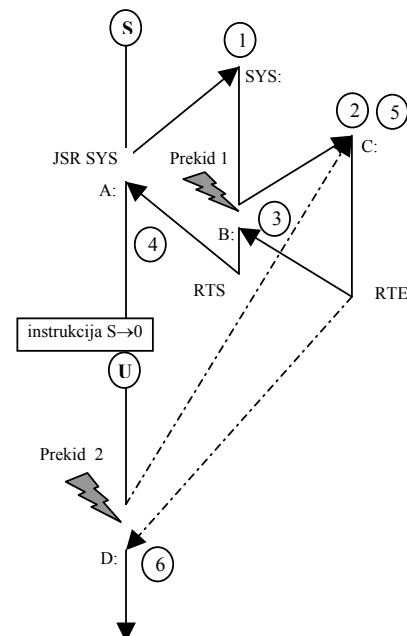 S
1
SYS:
2 5
JSR SYS
Prekid 1
C:
A:
3
B:
4
RTS
RTE
instrukcija S→0
U
Prekid 2
D:
6